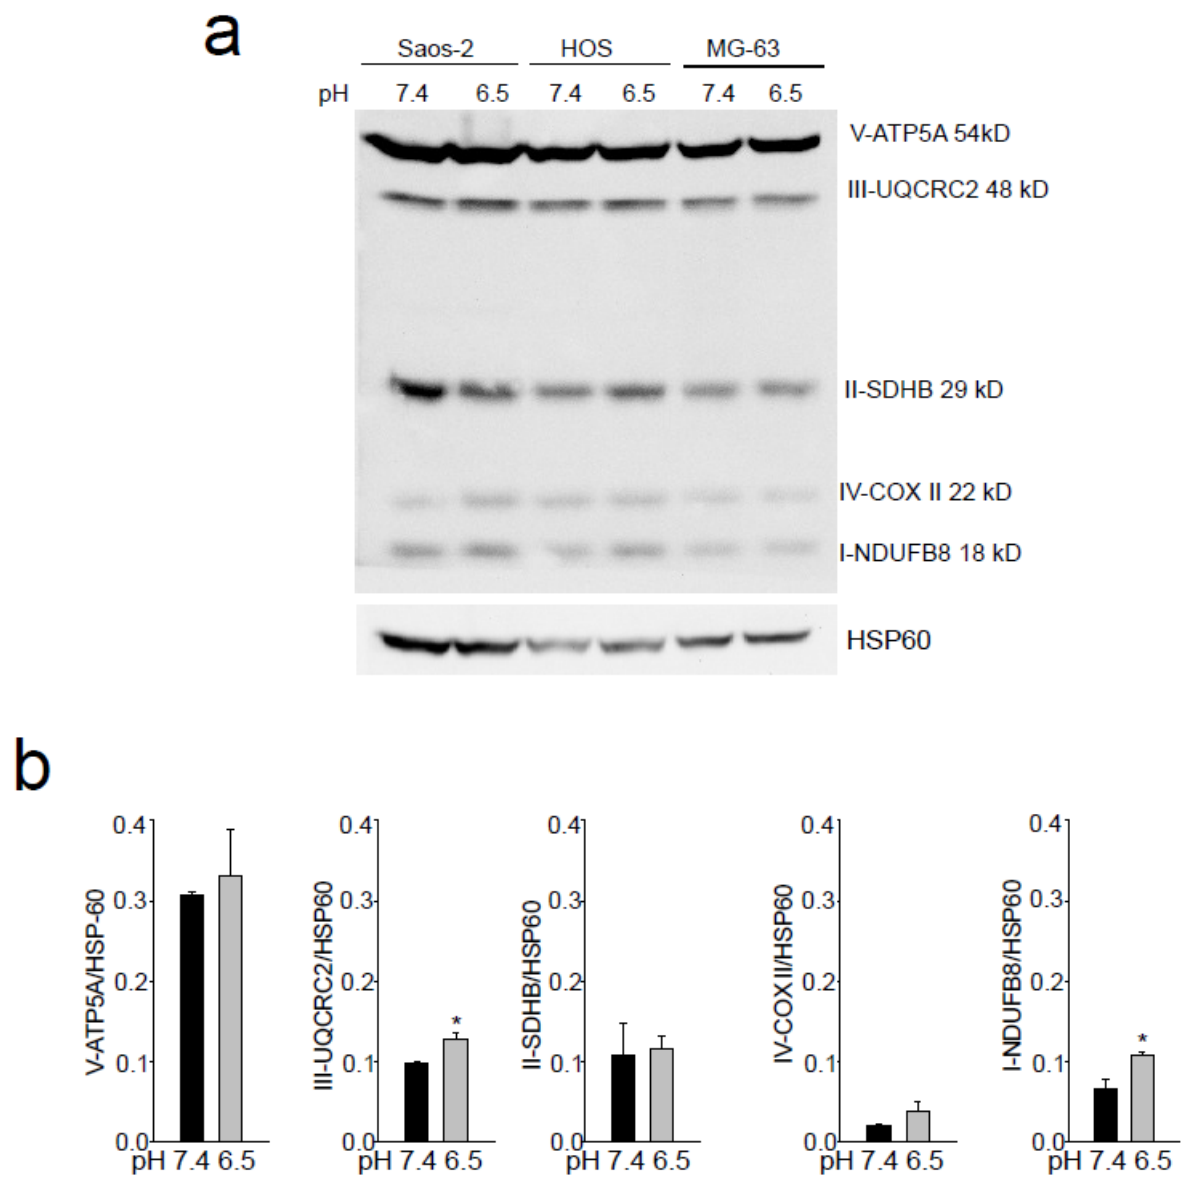 a
Saos-2 HOS MG-63
pH 7.4 6.5 7.4 6.5 7.4 6.5
V-ATP5A 54kD
III-UQCRC2 48 kD
II-SDHB 29 kD
IV-COX II 22 kD
I-NDUFB8 18 kD
HSP60
b
V-ATP5A/HSP-60
0.4
0.3
0.2
0.1
0.0
pH 7.4 6.5
III-UQCRC2/HSP60
0.4
0.3
0.2
0.1
0.0
*
pH 7.4 6.5
II-SDHB/HSP60
0.4
0.3
0.2
0.1
0.0
pH 7.4 6.5
IV-COX II/HSP60
0.4
0.3
0.2
0.1
0.0
pH 7.4 6.5
I-NDUFB8/HSP60
0.4
0.3
0.2
0.1
0.0
*
pH 7.4 6.5